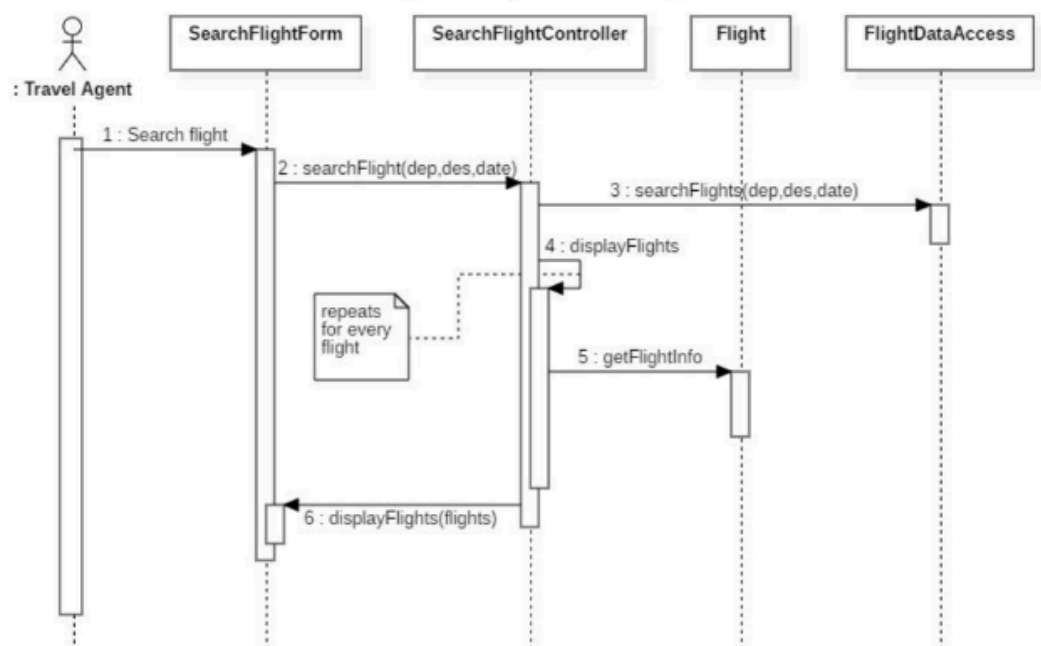 SearchFlightForm
SearchFlightController
Flight
FlightDataAccess
: Travel Agent
1 : Search flight
2 : searchFlight(dep,des,date)
3 : searchFlights(dep,des,date)
4 : displayFlights
repeats
for every
flight
5 : getFlightInfo
6 : displayFlights(flights)